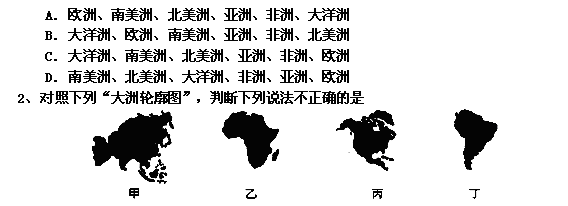 A．欧洲、南美洲、北美洲、亚洲、非洲、大洋洲
B．大洋洲、欧洲、南美洲、亚洲、非洲、北美洲
C．大洋洲、南美洲、北美洲、亚洲、非洲、欧洲
D．南美洲、北美洲、大洋洲、非洲、亚洲、欧洲
2、对照下列“大洲轮廓图”，判断下列说法不正确的是
甲 乙 丙 丁